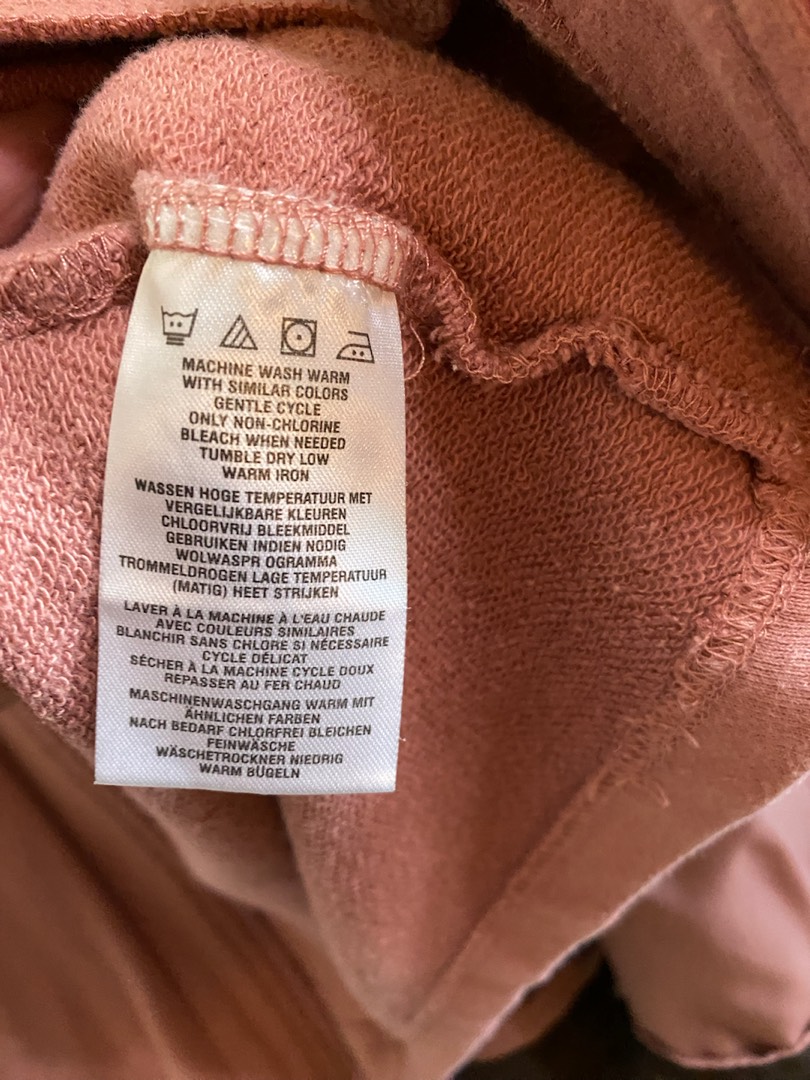 MACHINE WASH WARM
WITH SIMILAR COLORS
GENTLE CYCLE
ONLY NON-CHLORINE
BLEACH WHEN NEEDED
TUMBLE DRY LOW
WARM IRON
WASSEN HOGE TEMPERATUUR MET
VERGELIJKBARE KLEUREN
CHLOORVRIJ BLEEKMIDDEL
GEBRUIKEN INDIEN NODIG
WOLWASPR OGRAMMA
TROMMELDROGEN LAGE TEMPERATUUR
(MATIG) HEET STRIJKEN
LAVER À LA MACHINE À L'EAU CHAUDE
AVEC COULEURS SIMILAIRES
BLANCHIR SANS CHLORE SI NÉCESSAIRE
CYCLE DÉLICAT
SÉCHER À LA MACHINE CYCLE DOUX
REPASSER AU FER CHAUD
MASCHINENWASCHGANG WARM MIT
ÄHNLICHEN FARBEN
NACH BEDARF CHLORFREI BLEICHEN
FEINWÄSCHE
WÄSCHETROCKNER NIEDRIG
WARM BÜGELN